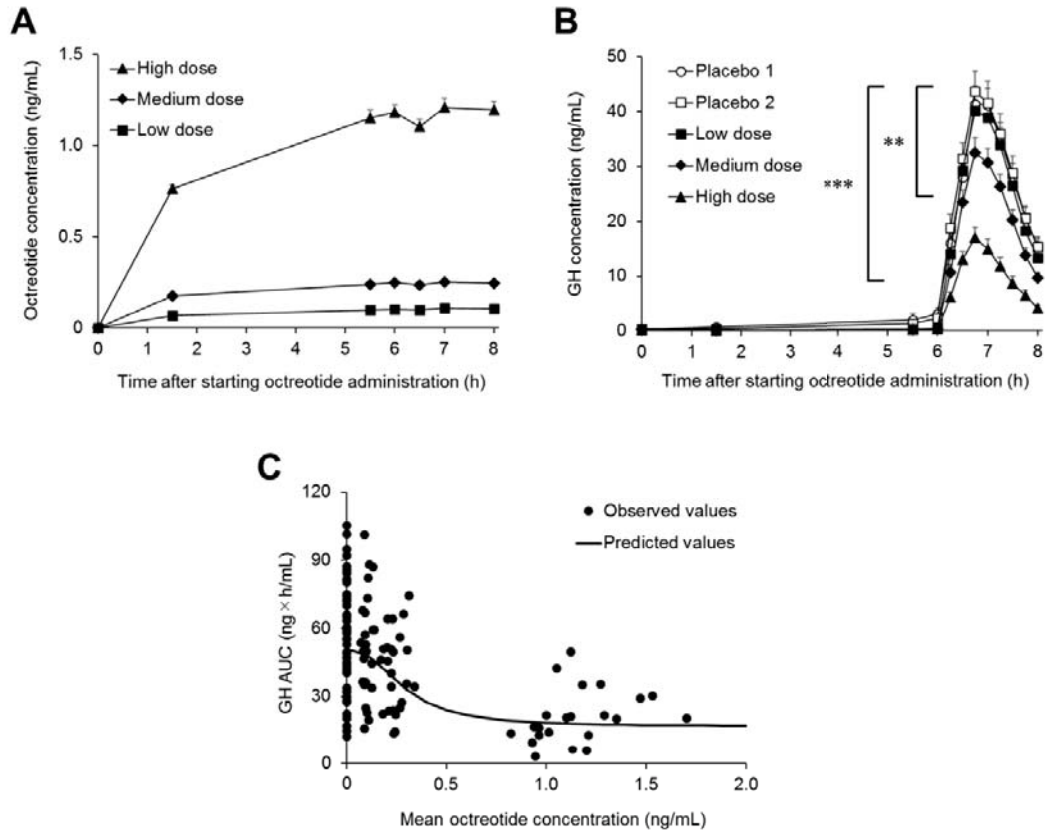 A
Octreotide concentration (ng/mL)
1.5
1.0
0.5
0
High dose
Medium dose
Low dose
0 1 2 3 4 5 6 7 8
Time after starting octreotide administration (h)
B
GH concentration (ng/mL)
50
40
30
20
10
0
Placebo 1
Placebo 2
Low dose
Medium dose
High dose
***
**
0 1 2 3 4 5 6 7 8
Time after starting octreotide administration (h)
C
GH AUC (ng × h/mL)
120
90
60
30
0
Observed values
Predicted values
0 0.5 1.0 1.5 2.0
Mean octreotide concentration (ng/mL)